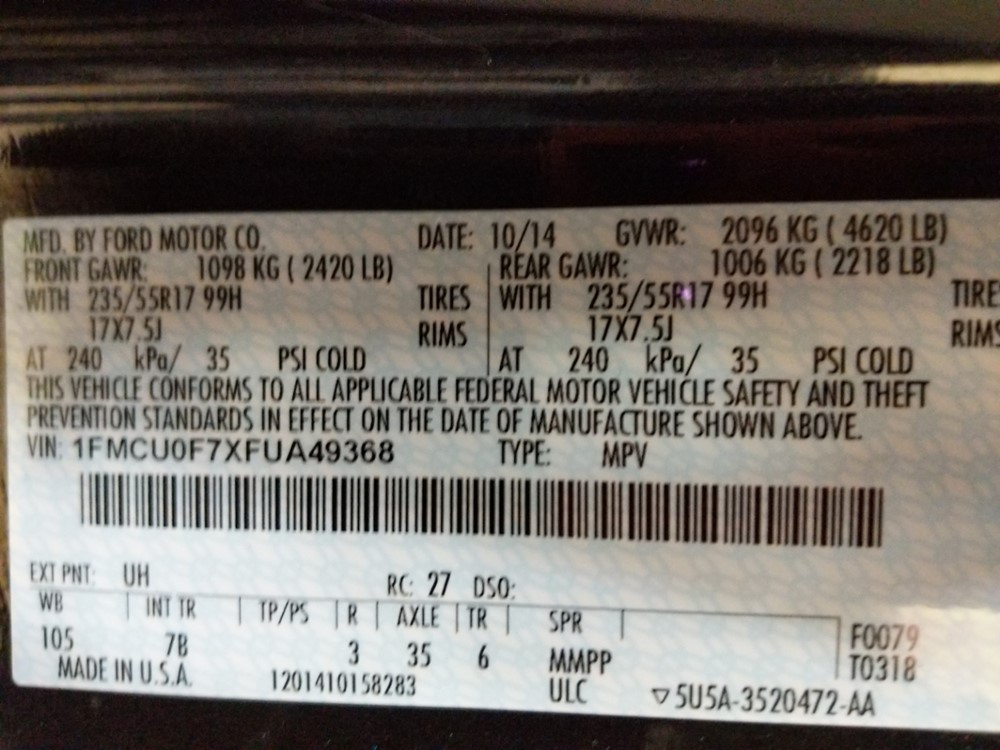 MFD. BY FORD MOTOR CO. DATE: 10/14 GVWR: 2096 KG ( 4620 LB)
FRONT GAWR: 1098 KG ( 2420 LB) REAR GAWR: 1006 KG ( 2218 LB)
WITH 235/55R17 99H TIRES WITH 235/55R17 99H TIRE
17X7.5J RIMS 17X7.5J RIMS
AT 240 kPa/ 35 PSI COLD AT 240 kPa/ 35 PSI COLD
THIS VEHICLE CONFORMS TO ALL APPLICABLE FEDERAL MOTOR VEHICLE SAFETY AND THEFT
PREVENTION STANDARDS IN EFFECT ON THE DATE OF MANUFACTURE SHOWN ABOVE.
VIN: 1FMCU0F7XFUA49368 TYPE: MPV
EXT PNT: UH RC: 27 DSO:
WB INT TR TP/PS R AXLE TR SPR
105 7B 3 35 6 MMPP F0079
MADE IN U.S.A. 1201410158283 ULC T0318
▽5U5A-3520472-AA